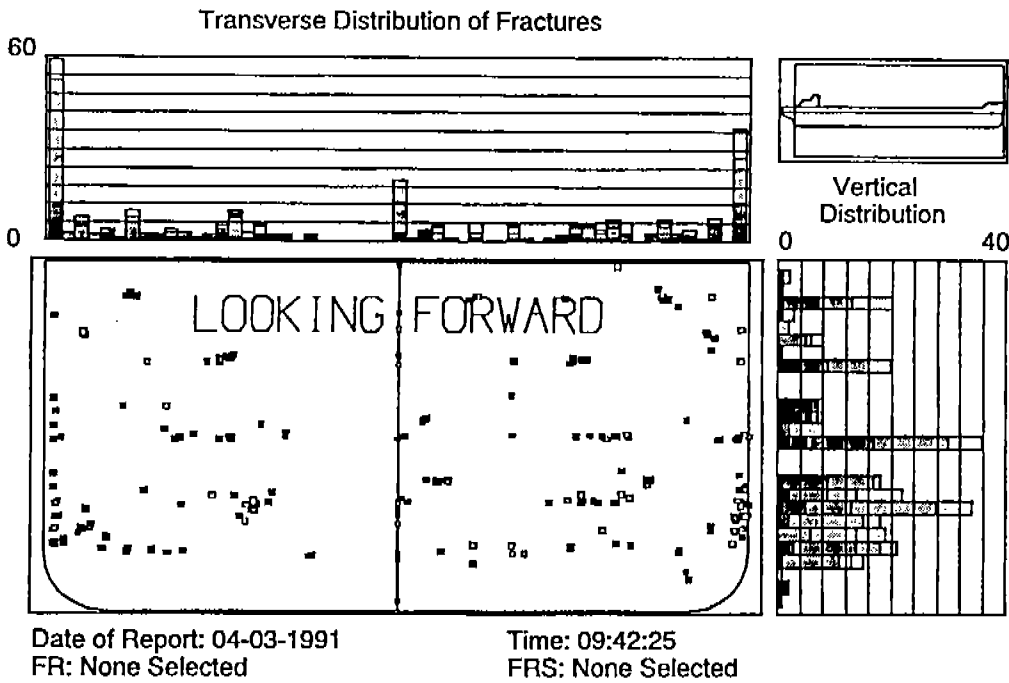 Transverse Distribution of Fractures
60
0
Vertical
Distribution
0 40
LOOKING FORWARD
Date of Report: 04-03-1991 Time: 09:42:25
FR: None Selected FRS: None Selected